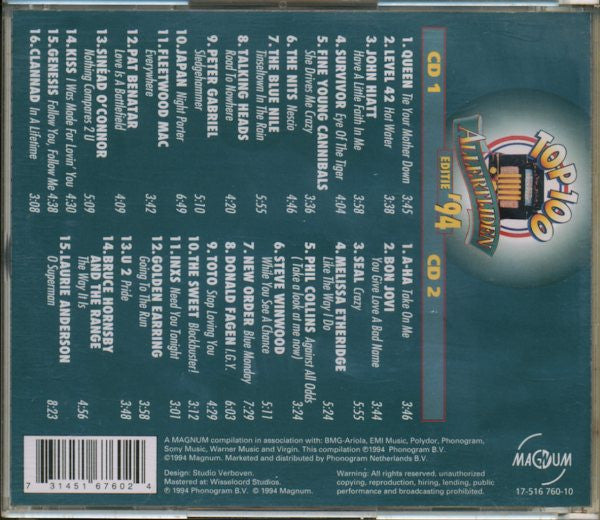 TOP 100
ALLERTIJDEN
EDITIE '94
CD 1
1. QUEEN Tie Your Mother Down 3:45
2. LEVEL 42 Hot Water 3:38
3. JOHN HIATT
Have A Little Faith In Me 3:58
4. SURVIVOR Eye Of The Tiger 4:04
5. FINE YOUNG CANNIBALS
She Drives Me Crazy 3:36
6. THE NITS Nescio 4:46
7. THE BLUE NILE
Tinseltown In the Rain 5:55
8. TALKING HEADS
Road To Nowhere 4:20
9. PETER GABRIEL
Sledgehammer 5:10
10. JAPAN Night Porter 4:09
11. FLEETWOOD MAC
Everywhere 3:42
12. PAT BENATAR
Love Is A Battlefield 4:49
13. SINÉAD O'CONNOR
Nothing Compares 2 U 5:09
14. KISS I Was Made For Lovin' You 4:30
15. GENESIS Follow You, Follow Me 4:38
16. CLANNAD In A Lifetime 3:08
CD 2
1. A-HA Take On Me 3:46
2. BON JOVI
You Give Love A Bad Name 3:44
3. SEAL Crazy 5:55
4. MELISSA ETHERIDGE
Like The Way I Do 5:24
5. PHIL COLLINS Against All Odds
(Take a look at me now) 3:24
6. STEVE WINWOOD
While You See A Chance 5:11
7. NEW ORDER Blue Monday 7:29
8. DONALD FAGEN I.G.Y. 6:03
9. TOTO Stop Loving You 4:29
10. THE SWEET Blockbuster! 3:12
11. INXS Need You Tonight 3:01
12. GOLDEN EARRING
Going To The Run 3:58
13. U 2 Pride 3:48
14. BRUCE HORNSBY
AND THE RANGE
The Way It Is 4:56
15. LAURIE ANDERSON
O Superman 8:23
7 31451 67602 4
A MAGNUM compilation in association with: BMG-Ariola, EMI Music, Polydor, Phonogram,
Sony Music, Warner Music and Virgin. This compilation ℗1994 Phonogram B.V.
©1994 Magnum. Marketed and distributed by Phonogram Netherlands B.V.
Design: Studio Verboven.
Mastered at: Wisseloord Studios.
℗ 1994 Phonogram B.V. © 1994 Magnum.
Warning: All rights reserved, unauthorized
copying, reproduction, hiring, lending, public
performance and broadcasting prohibited.
MAGNUM
17-516 760-10